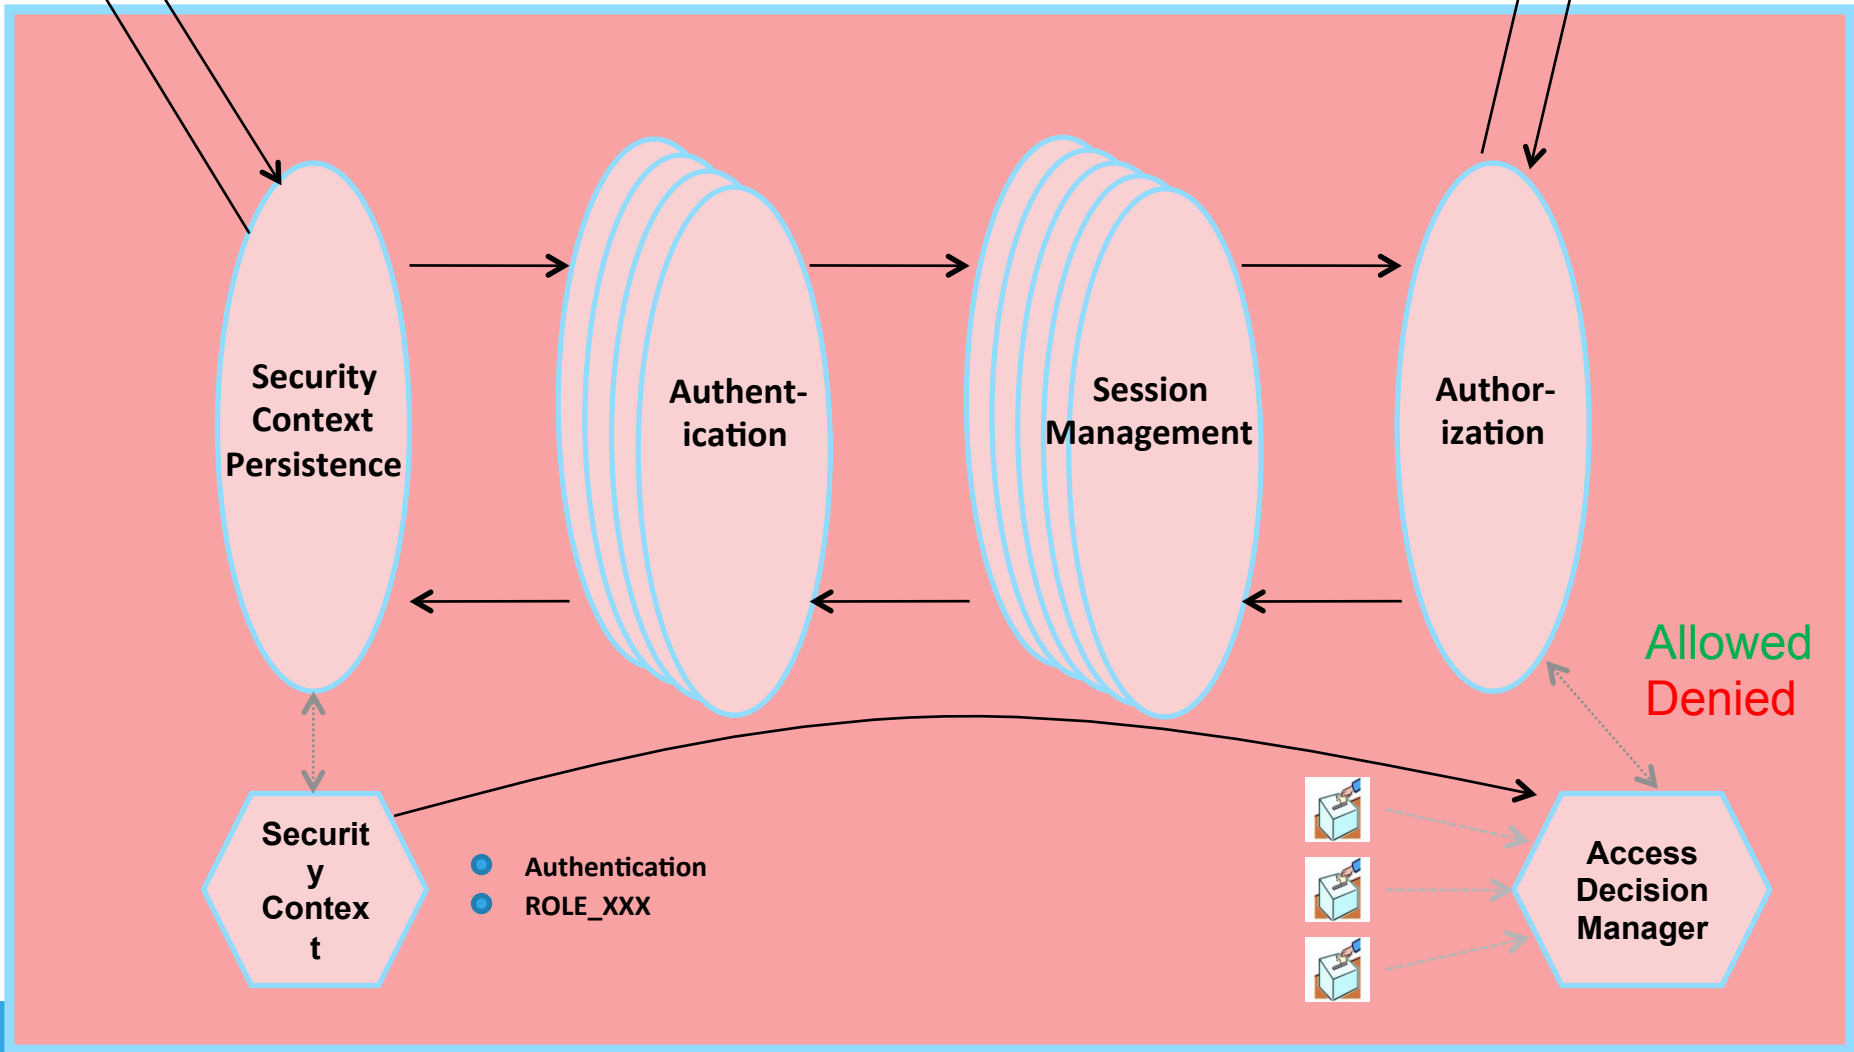 Security
Context
Persistence
Authent-
ication
Session
Management
Author-
ization
Allowed
Denied
Securit
y
Contex
t
Authentication
ROLE_XXX
Access
Decision
Manager